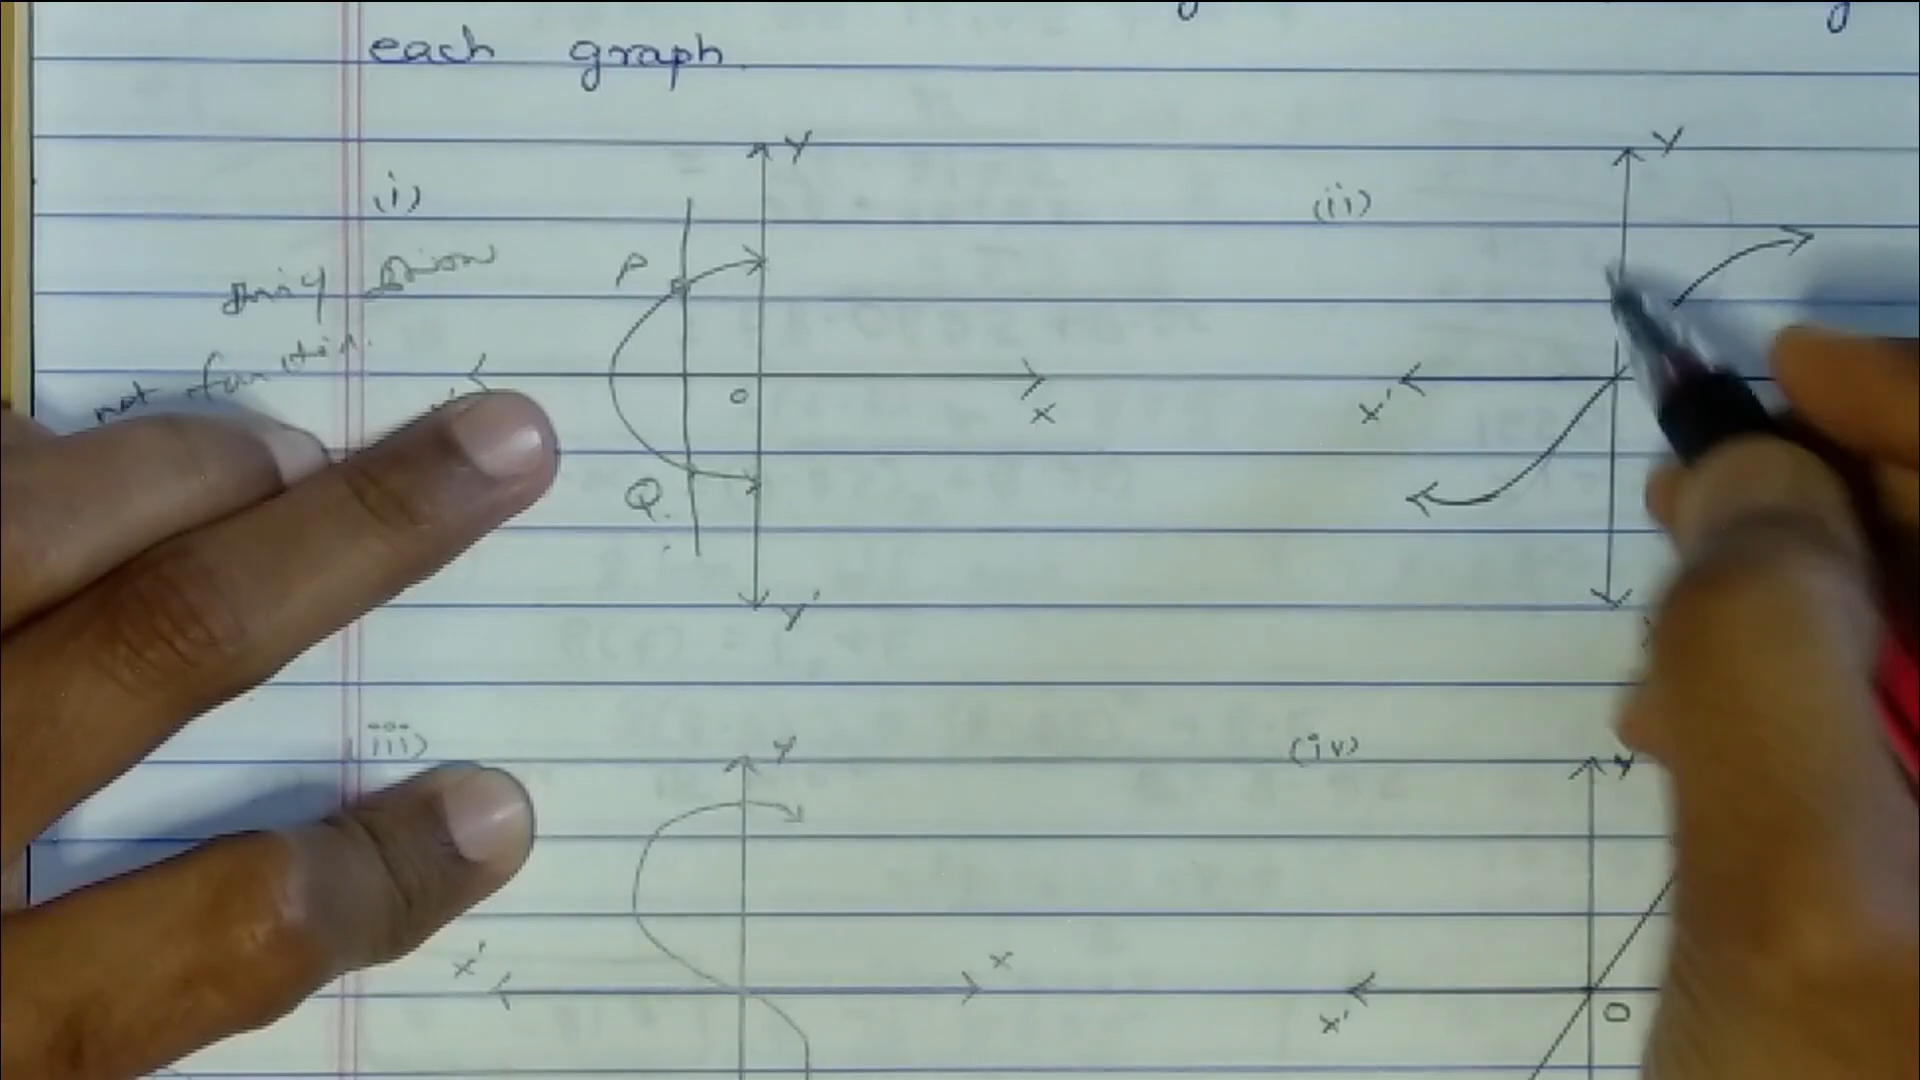 each graph
Y Y
(i) (ii)
P
not function.
O X X'
Q
Y'
iii) Y (iv) Y
X' X
X' O